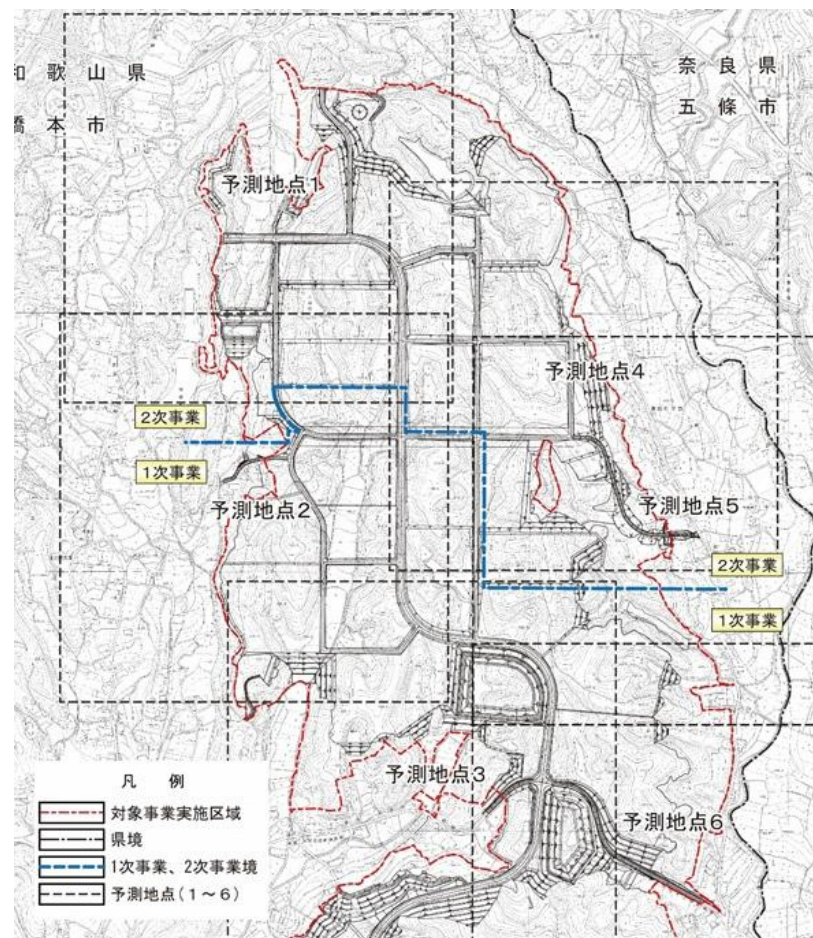 和歌山県
橋本市
奈良県
五條市
予測地点1
予測地点4
2次事業
1次事業
予測地点2
予測地点5
2次事業
1次事業
予測地点3
予測地点6
凡例
対象事業実施区域
県境
1次事業、2次事業境
予測地点(1~6)